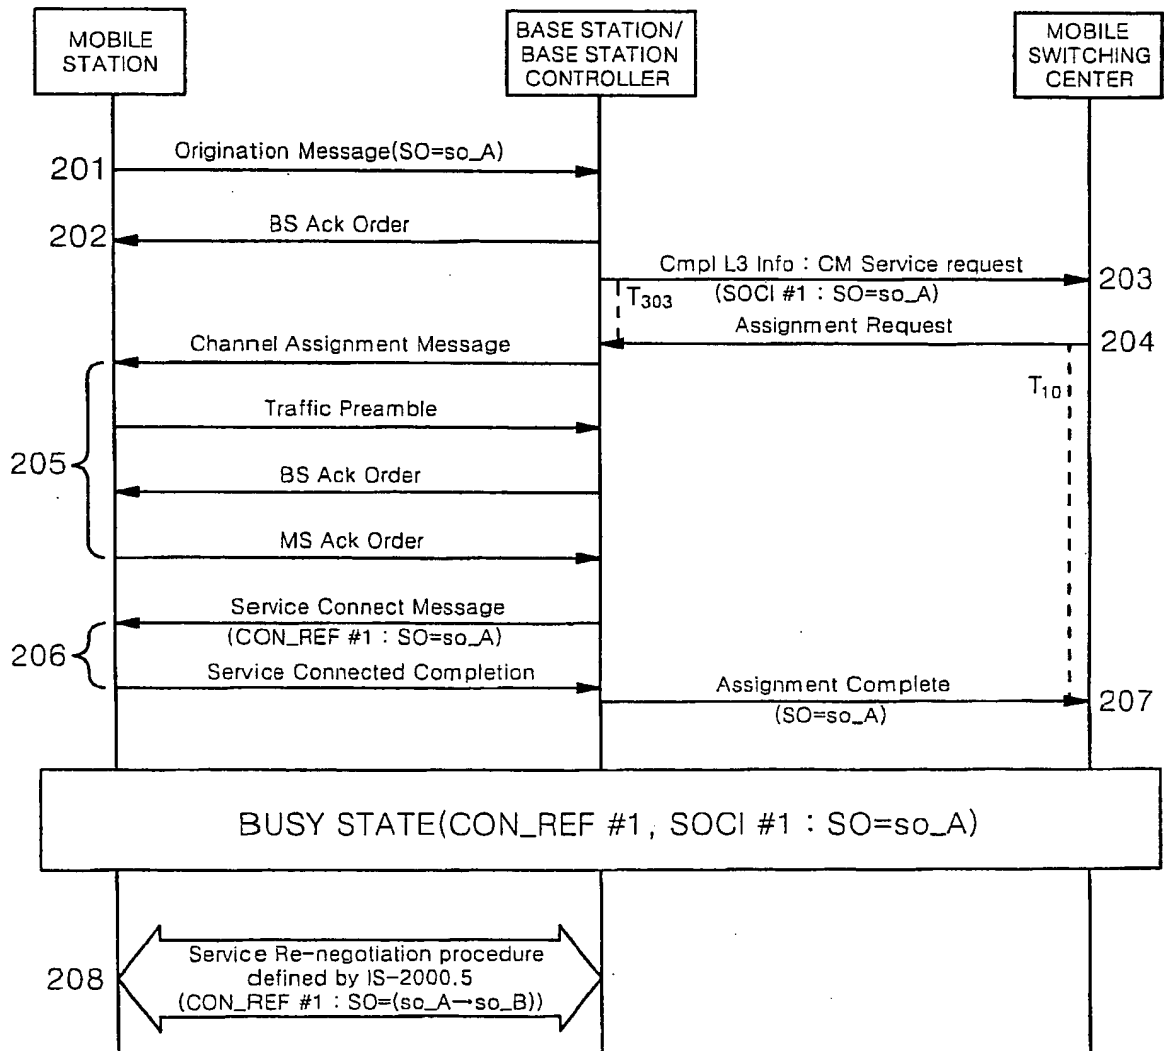 MOBILE
STATION
BASE STATION/
BASE STATION
CONTROLLER
MOBILE
SWITCHING
CENTER
201
Origination Message(SO=so_A)
202
BS Ack Order
Cmpl L3 Info : CM Service request
203
(SOCI #1 : SO=so_A)
T303
Assignment Request
204
Channel Assignment Message
T10
Traffic Preamble
205
BS Ack Order
MS Ack Order
Service Connect Message
(CON_REF #1 : SO=so_A)
206
Service Connected Completion
Assignment Complete
207
(SO=so_A)
BUSY STATE(CON_REF #1, SOCI #1 : SO=so_A)
208
Service Re-negotiation procedure
defined by IS-2000.5
(CON_REF #1 : SO=(so_A→so_B))